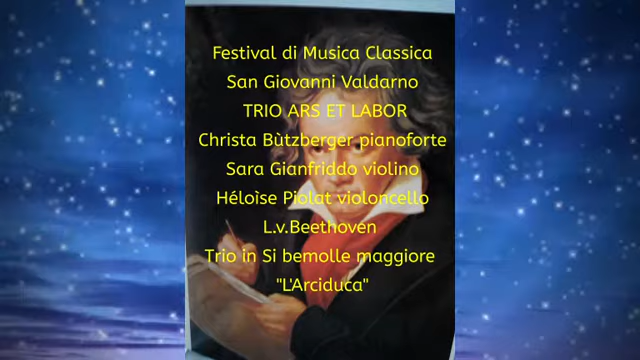 Festival di Musica Classica
San Giovanni Valdarno
TRIO ARS ET LABOR
Christa Bùtzberger pianoforte
Sara Gianfriddo violino
Héloìse Piolat violoncello
L.v.Beethoven
Trio in Si bemolle maggiore
"L'Arciduca"